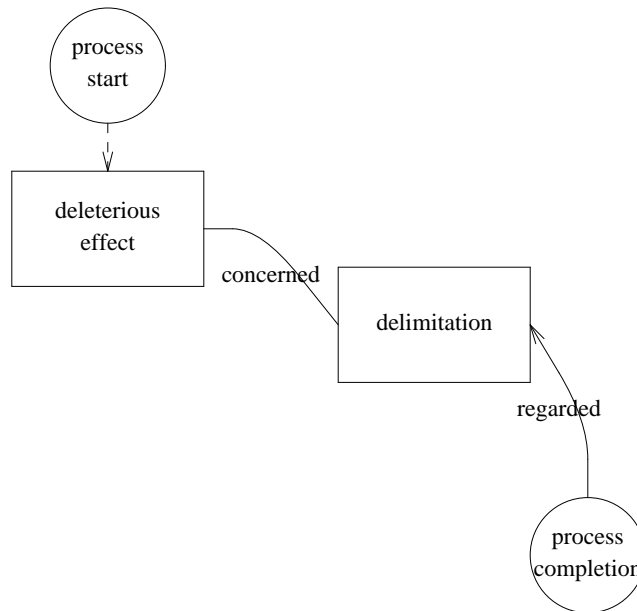 process
start
deleterious
effect
concerned
delimitation
regarded
process
completion